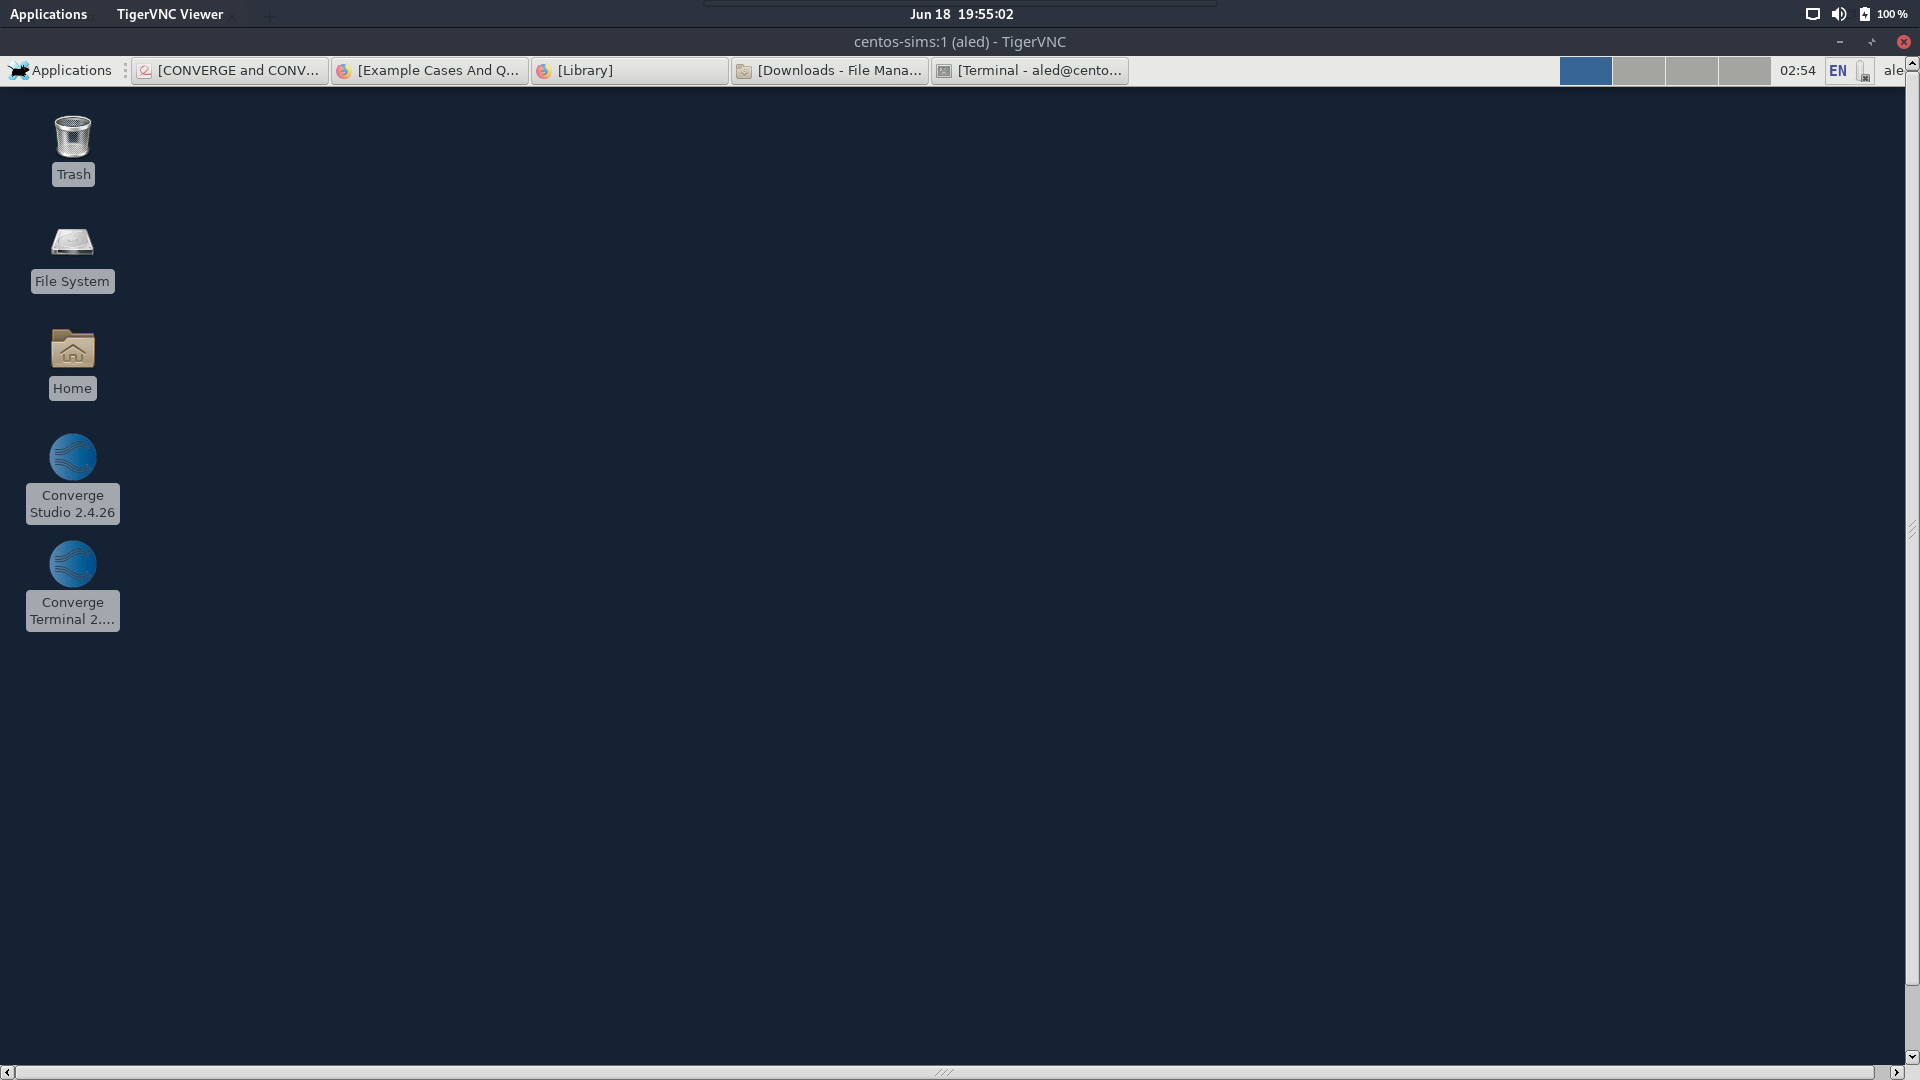 Applications TigerVNC Viewer Jun 18 19:55:02 100 %
centos-sims:1 (aled) - TigerVNC
Applications [CONVERGE and CONV... [Example Cases And Q... [Library] [Downloads - File Mana... [Terminal - aled@cento... 02:54 EN ale
Trash
File System
Home
Converge
Studio 2.4.26
Converge
Terminal 2....